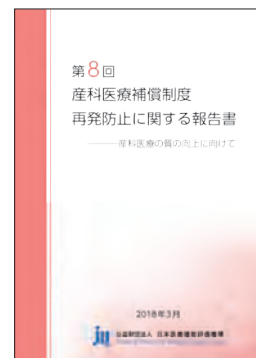 第8回
産科医療補償制度
再発防止に関する報告書
――産科医療の質の向上に向けて
2018年3月
公益財団法人 日本医療機能評価機構